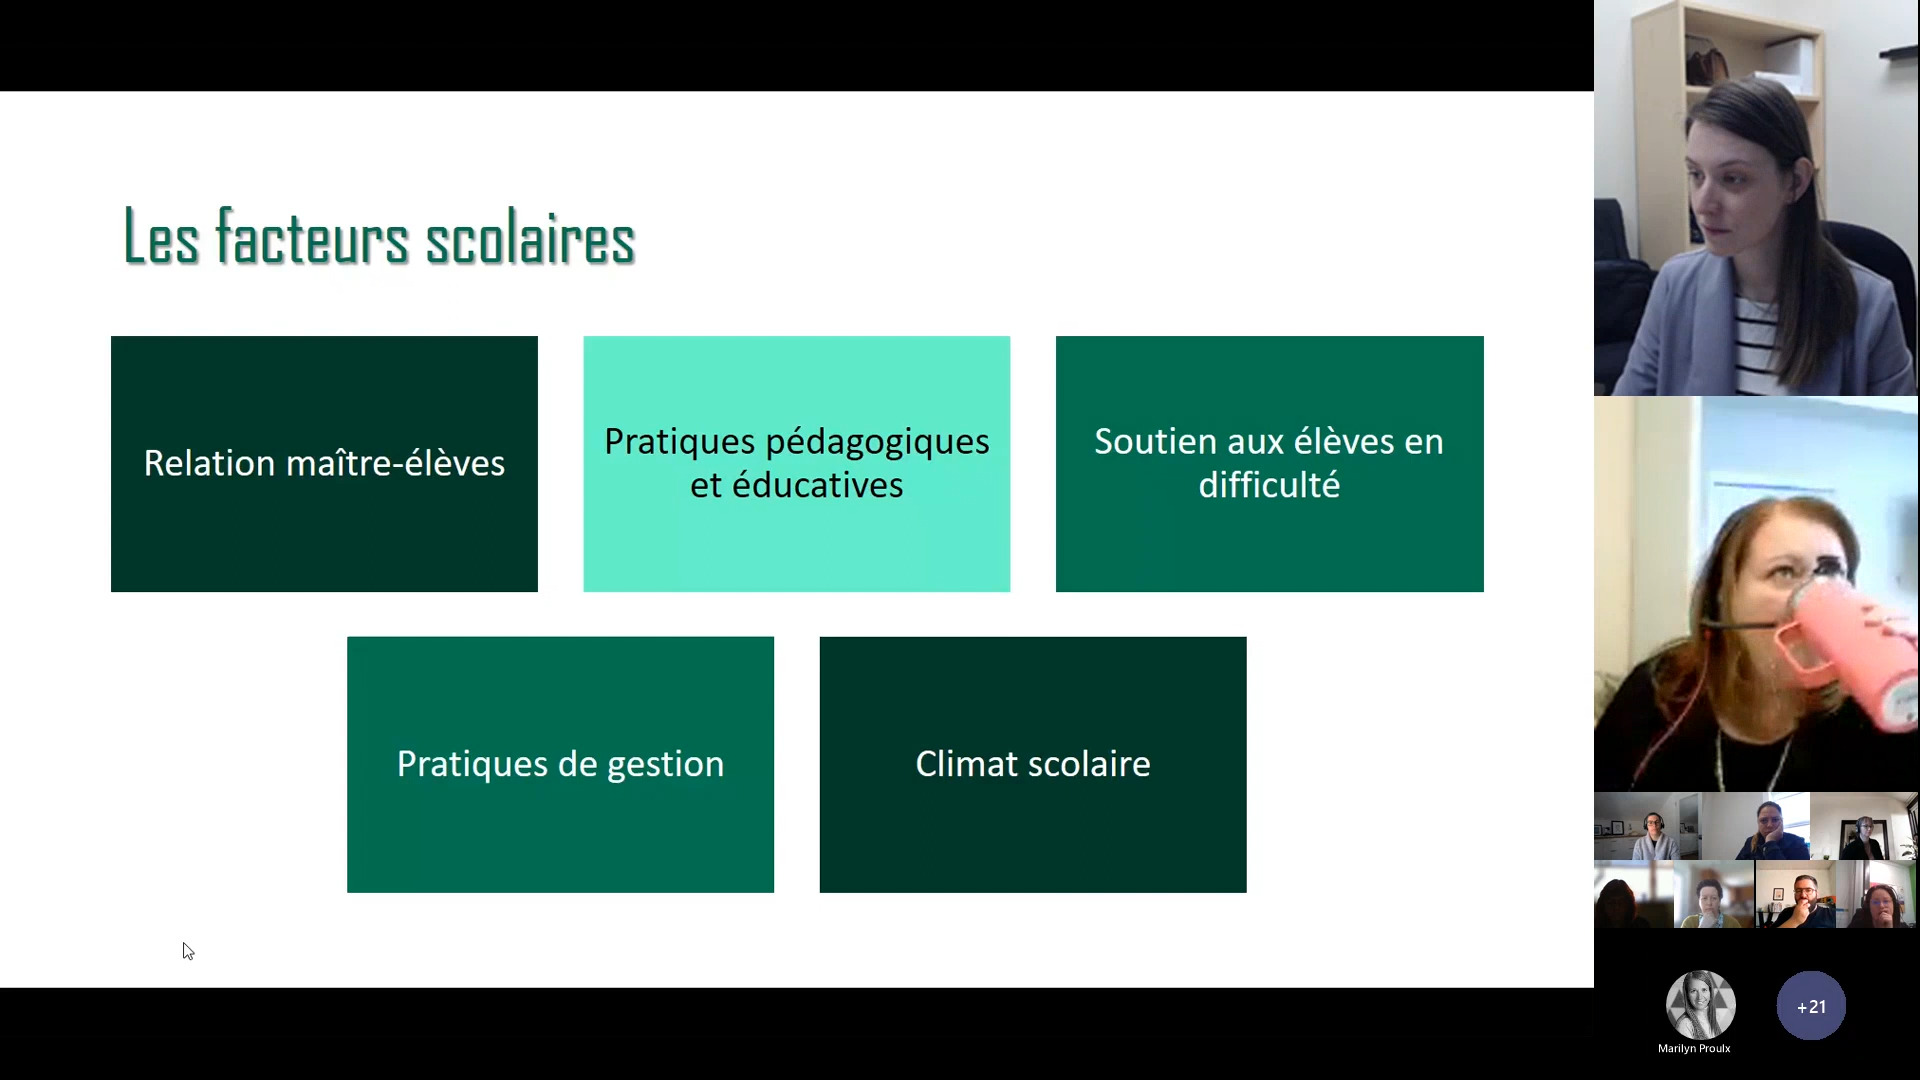 Les facteurs scolaires
Relation maître-élèves
Pratiques pédagogiques
et éducatives
Soutien aux élèves en
difficulté
Pratiques de gestion
Climat scolaire
+21
Marilyn Proulx